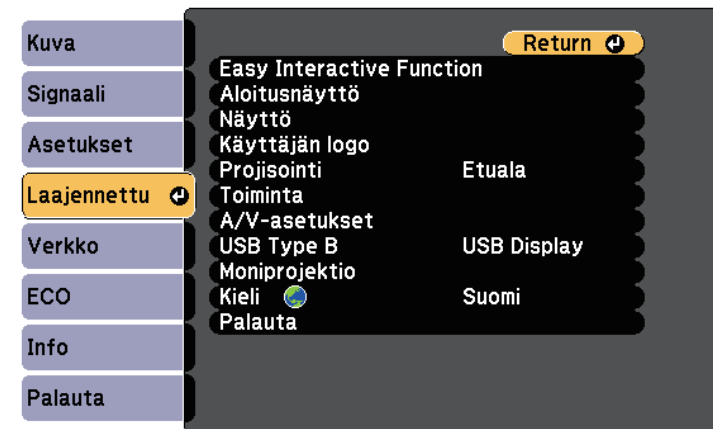 Kuva
Signaali
Asetukset
Laajennettu
Verkko
ECO
Info
Palauta
Return
Easy Interactive Function
Aloitusnäyttö
Näyttö
Käyttäjän logo
Projisointi Etuala
Toiminta
A/V-asetukset
USB Type B USB Display
Moniprojektio
Kieli Suomi
Palauta